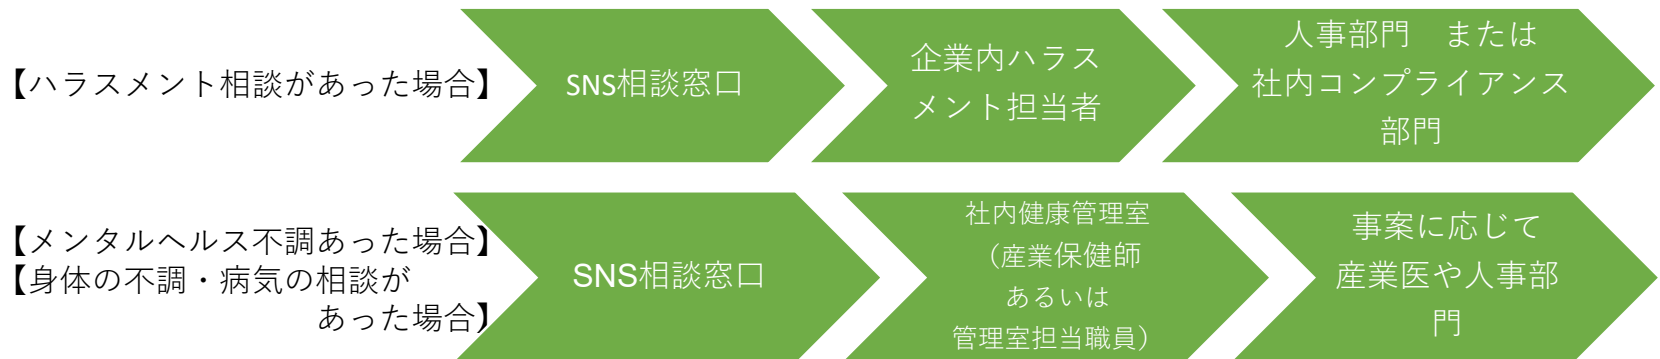 【ハラスメント相談があった場合】
SNS相談窓口
企業内ハラス
メント担当者
人事部門　または
社内コンプライアンス
部門
【メンタルヘルス不調あった場合】
【身体の不調・病気の相談が
あった場合】
SNS相談窓口
社内健康管理室
（産業保健師
あるいは
管理室担当職員）
事案に応じて
産業医や人事部
門